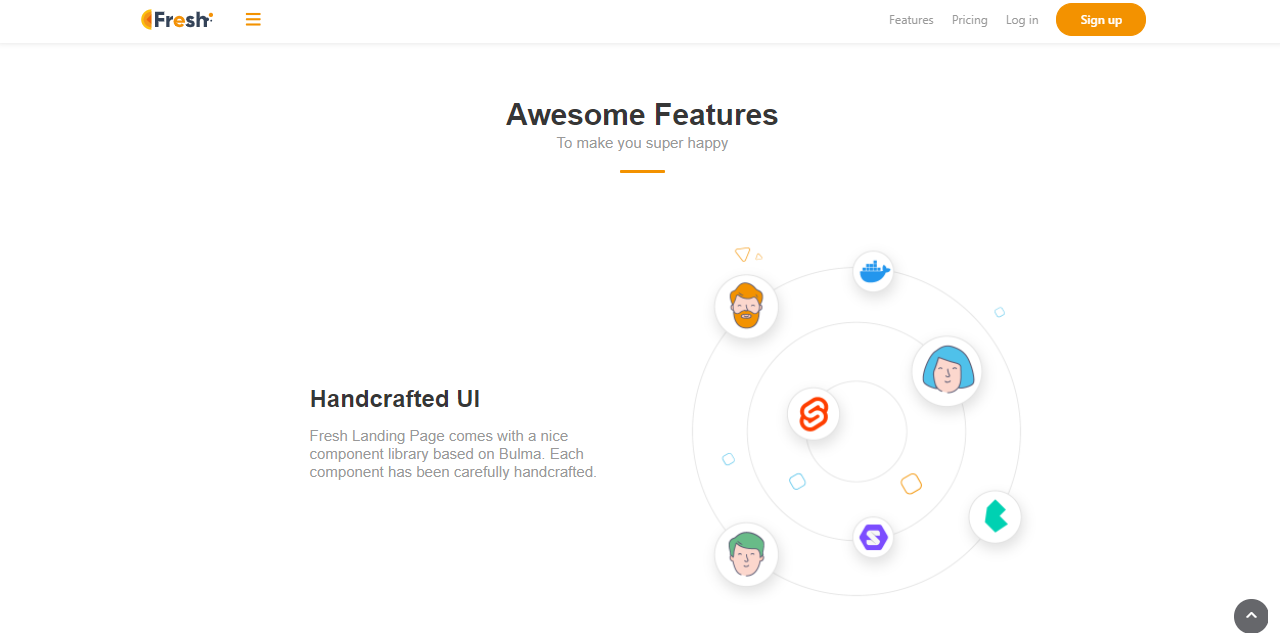 Fresh
Features
Pricing
Log in
Sign up
Awesome Features
To make you super happy
Handcrafted UI
Fresh Landing Page comes with a nice
component library based on Bulma. Each
component has been carefully handcrafted.